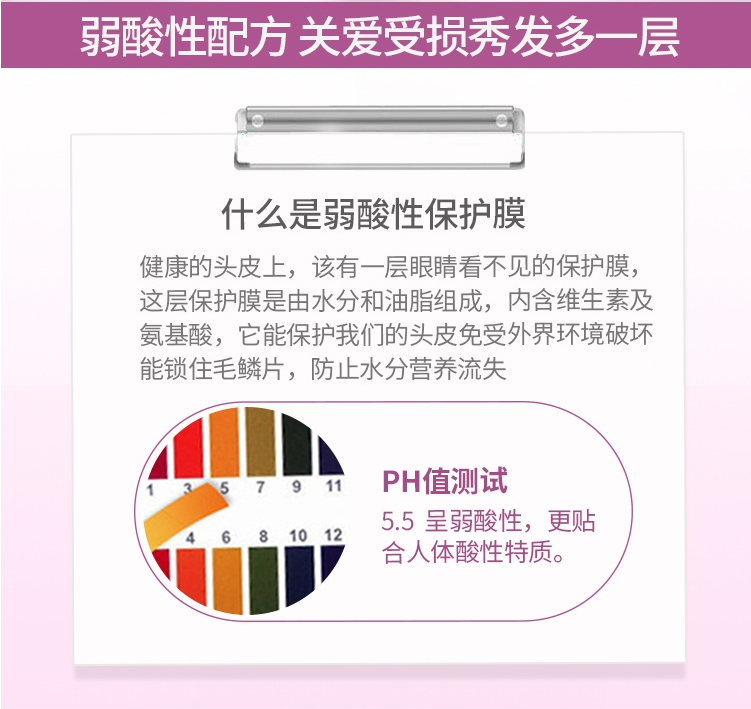 弱酸性配方 关爱受损秀发多一层
什么是弱酸性保护膜
健康的头皮上，该有一层眼睛看不见的保护膜，
这层保护膜是由水分和油脂组成，内含维生素及
氨基酸，它能保护我们的头皮免受外界环境破坏
能锁住毛鳞片，防止水分营养流失
1 3 5 7 9 11
4 6 8 10 12
PH值测试
5.5 呈弱酸性，更贴
合人体酸性特质。